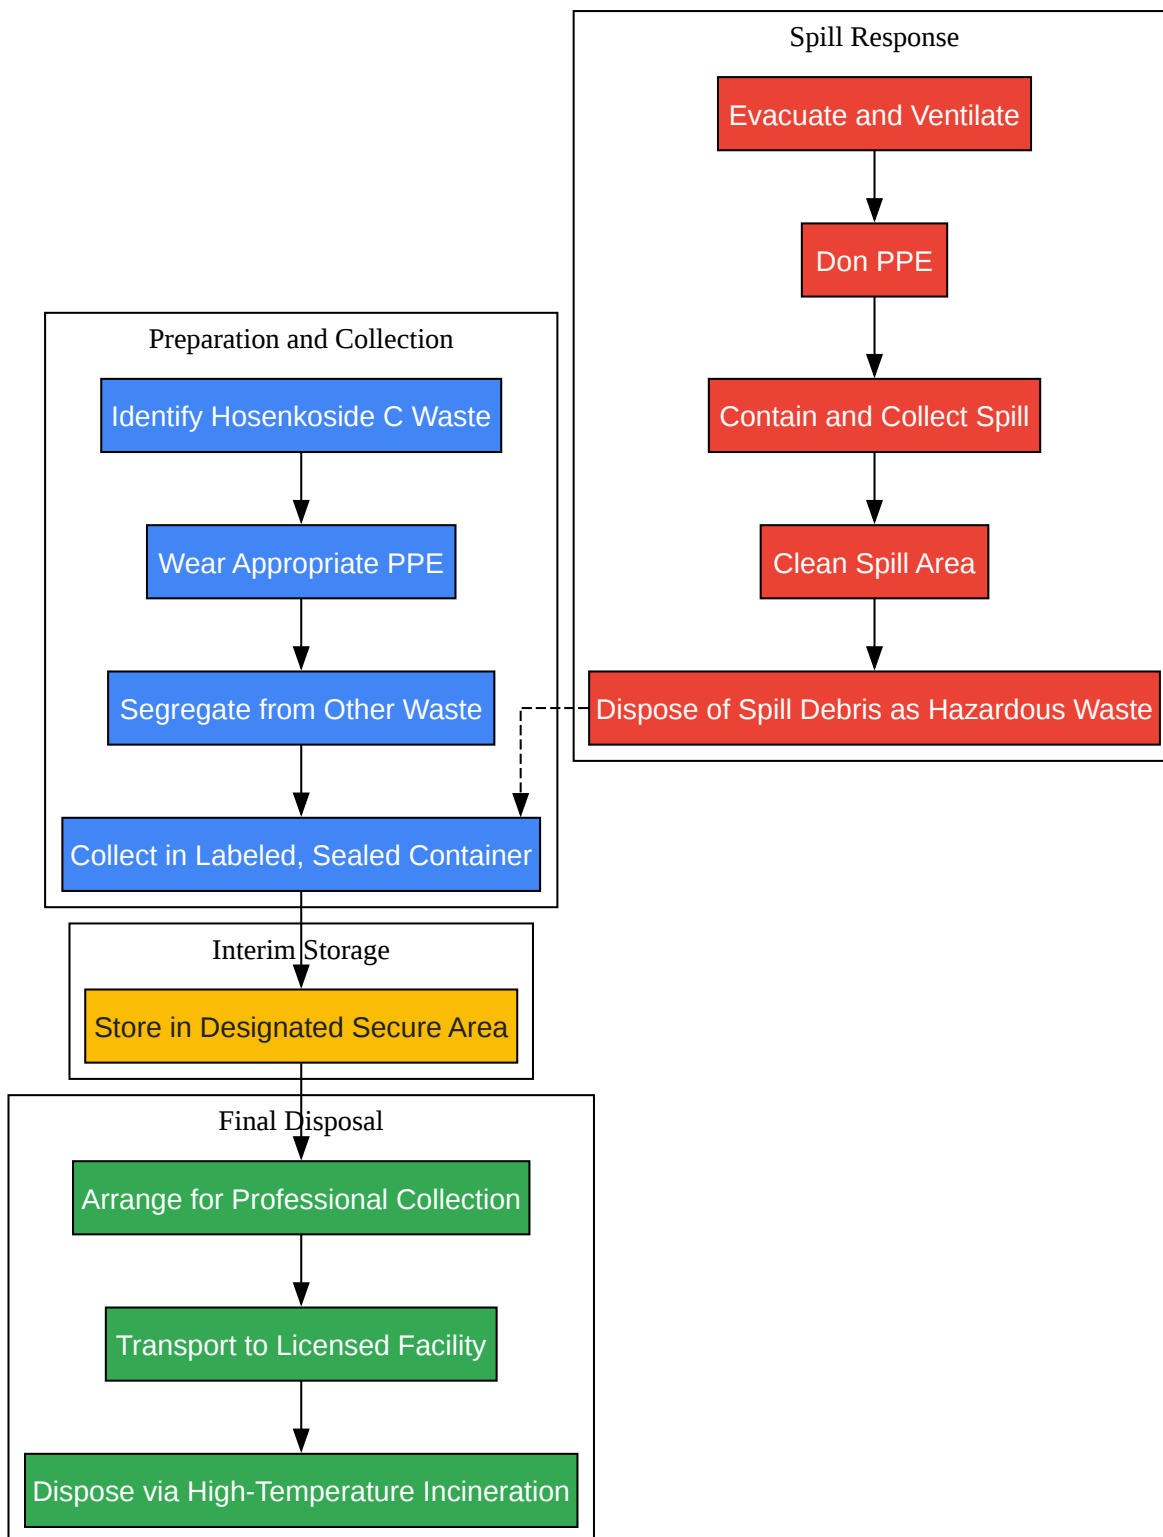 Spill Response
Evacuate and Ventilate
Don PPE
Contain and Collect Spill
Clean Spill Area
Dispose of Spill Debris as Hazardous Waste
Preparation and Collection
Identify Hosenkoside C Waste
Wear Appropriate PPE
Segregate from Other Waste
Collect in Labeled, Sealed Container
Interim Storage
Store in Designated Secure Area
Final Disposal
Arrange for Professional Collection
Transport to Licensed Facility
Dispose via High-Temperature Incineration